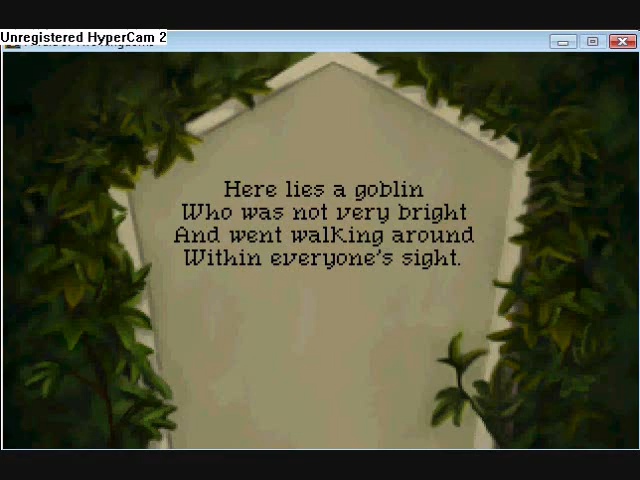 Unregistered HyperCam 2
Here lies a goblin
Who was not very bright
And went walking around
Within everyone's sight.